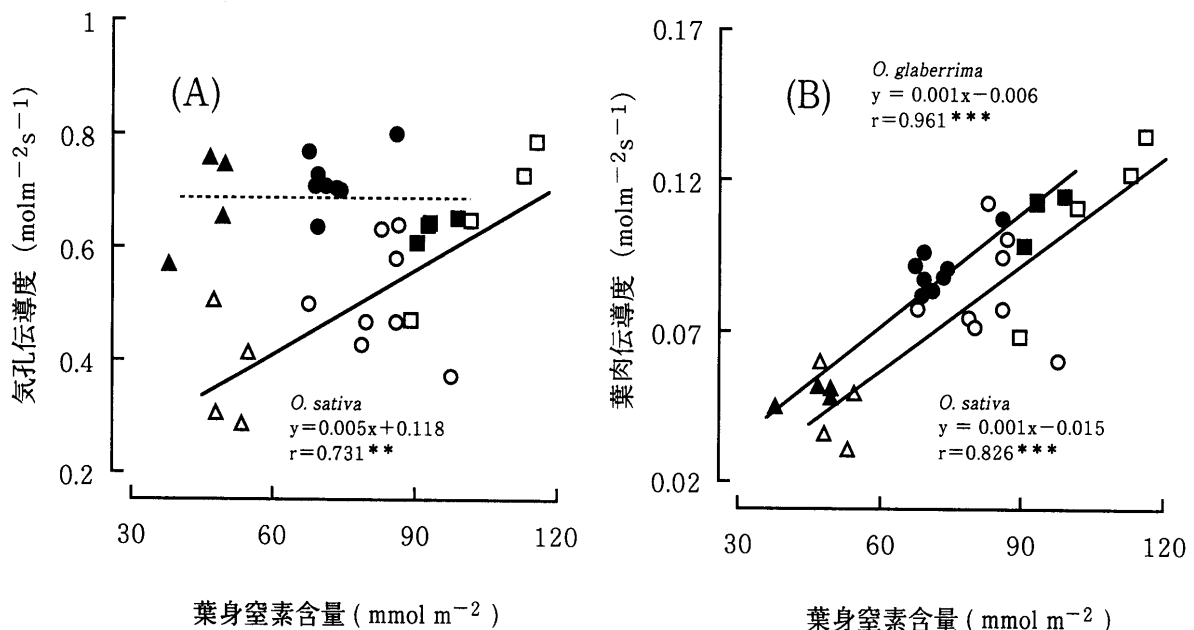 (A)
1
0.8
0.6
0.4
0.2
気孔伝導度 (molm−2s−1)
O. sativa
y=0.005x+0.118
r=0.731**
30 60 90 120
葉身窒素含量 (mmol m−2)
(B)
0.17
0.12
0.07
0.02
葉肉伝導度 (molm−2s−1)
O. glaberrima
y = 0.001x−0.006
r=0.961***
O. sativa
y = 0.001x−0.015
r=0.826***
30 60 90 120
葉身窒素含量 (mmol m−2)